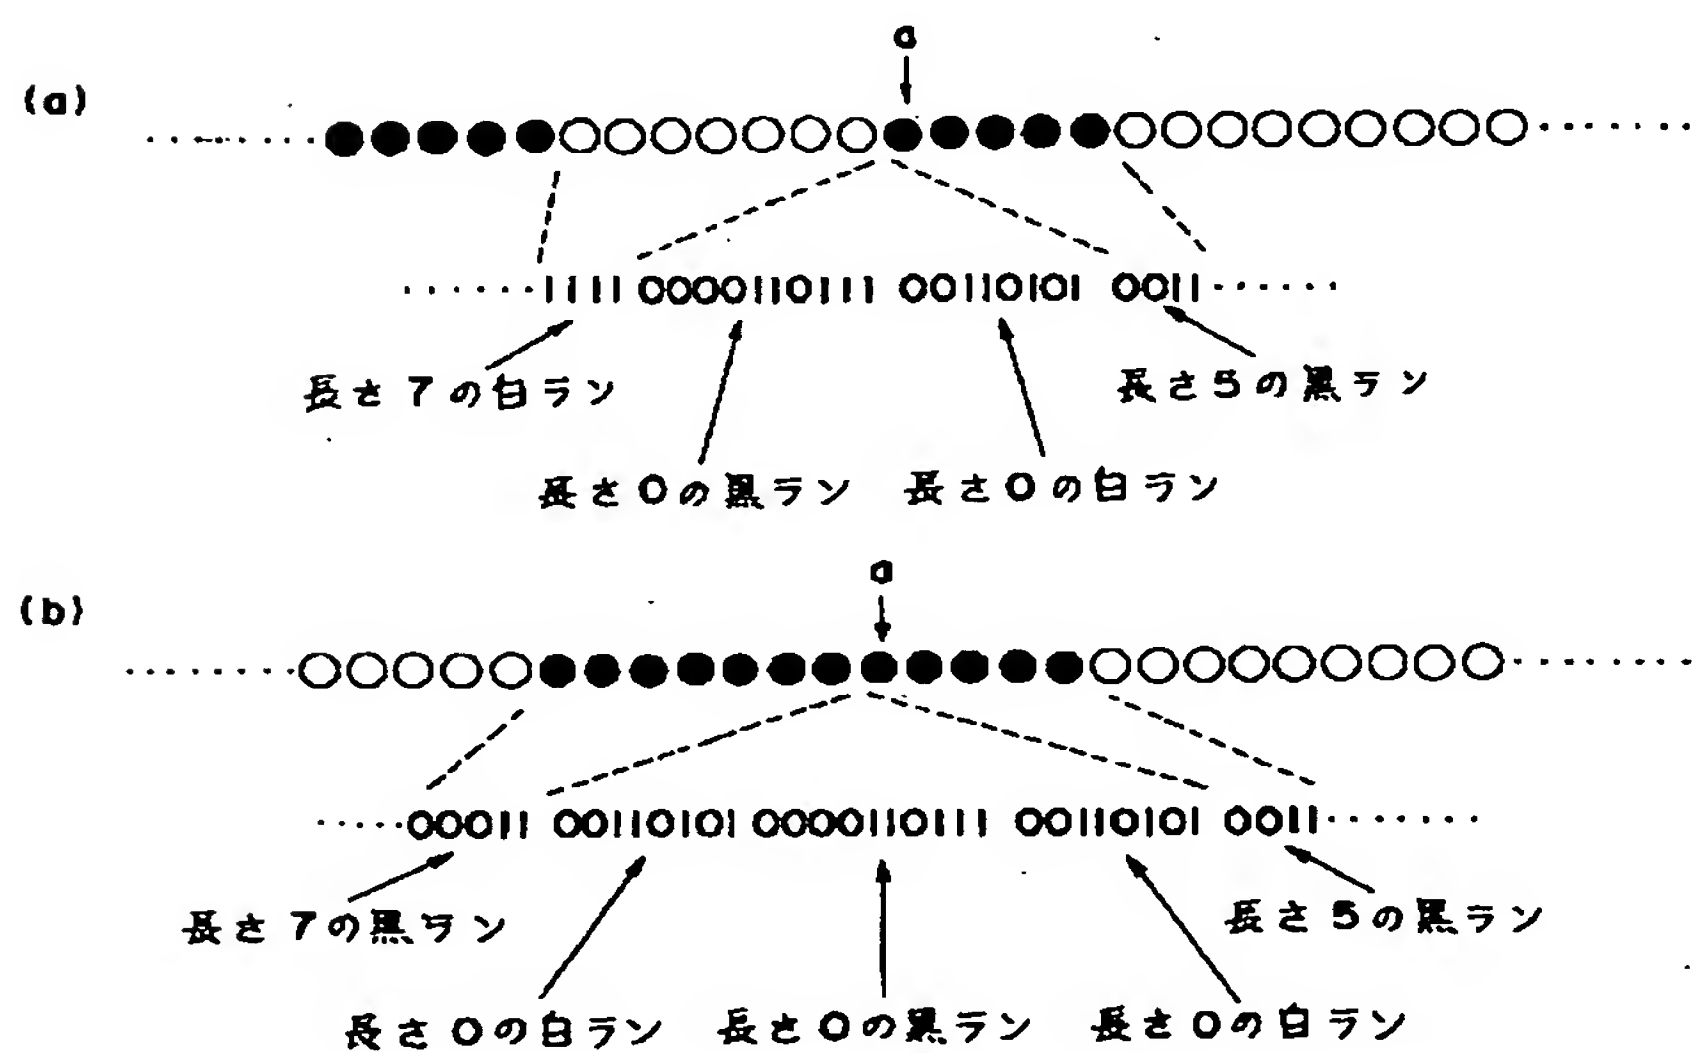 a
(a)
1111 0000110111 00110101 0011
長さ7の白ラン
長さ5の黒ラン
長さ0の黒ラン 長さ0の白ラン
a
(b)
00011 00110101 0000110111 00110101 0011
長さ7の黒ラン
長さ5の黒ラン
長さ0の白ラン 長さ0の黒ラン 長さ0の白ラン